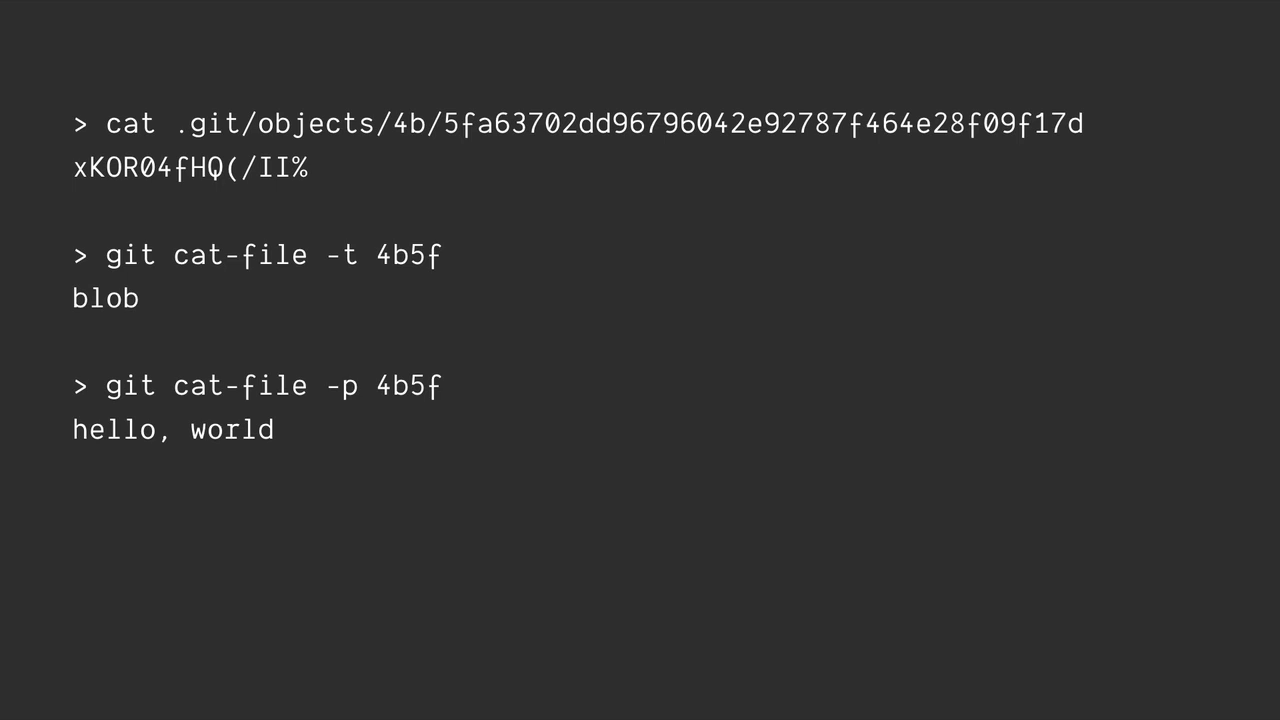 > cat .git/objects/4b/5fa63702dd96796042e92787f464e28f09f17d
xKOR04fHQ(/II%
> git cat-file -t 4b5f
blob
> git cat-file -p 4b5f
hello, world